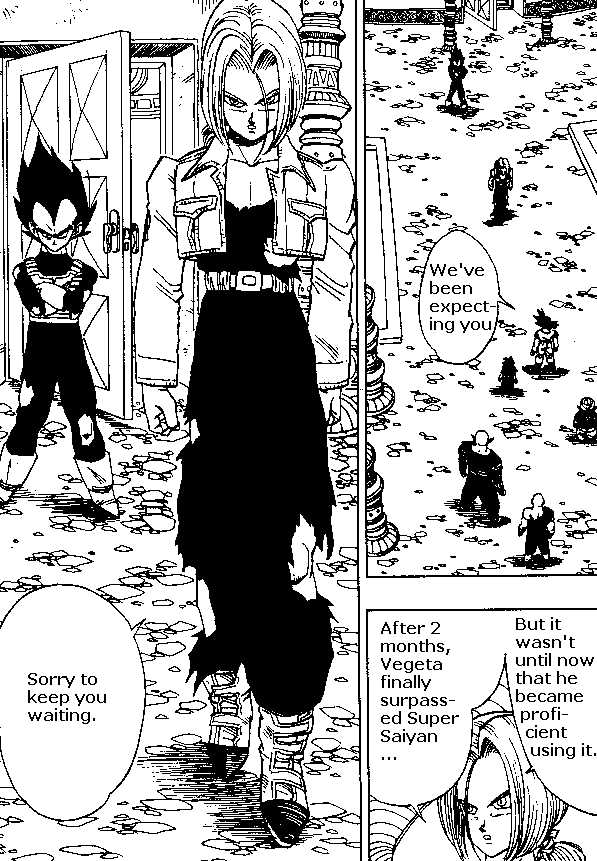 Sorry to
keep you
waiting.
We've
been
expect-
ing you
After 2
months,
Vegeta
finally
surpass-
ed Super
Saiyan
...
But it
wasn't
until now
that he
became
profi-
cient
using it.